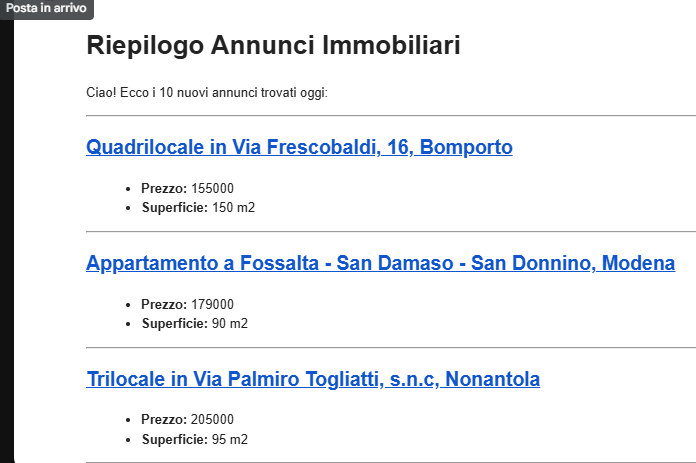 Posta in arrivo
Riepilogo Annunci Immobiliari
Ciao! Ecco i 10 nuovi annunci trovati oggi:
Quadrilocale in Via Frescobaldi, 16, Bomporto
• Prezzo: 155000
• Superficie: 150 m2
Appartamento a Fossalta - San Damaso - San Donnino, Modena
• Prezzo: 179000
• Superficie: 90 m2
Trilocale in Via Palmiro Togliatti, s.n.c, Nonantola
• Prezzo: 205000
• Superficie: 95 m2